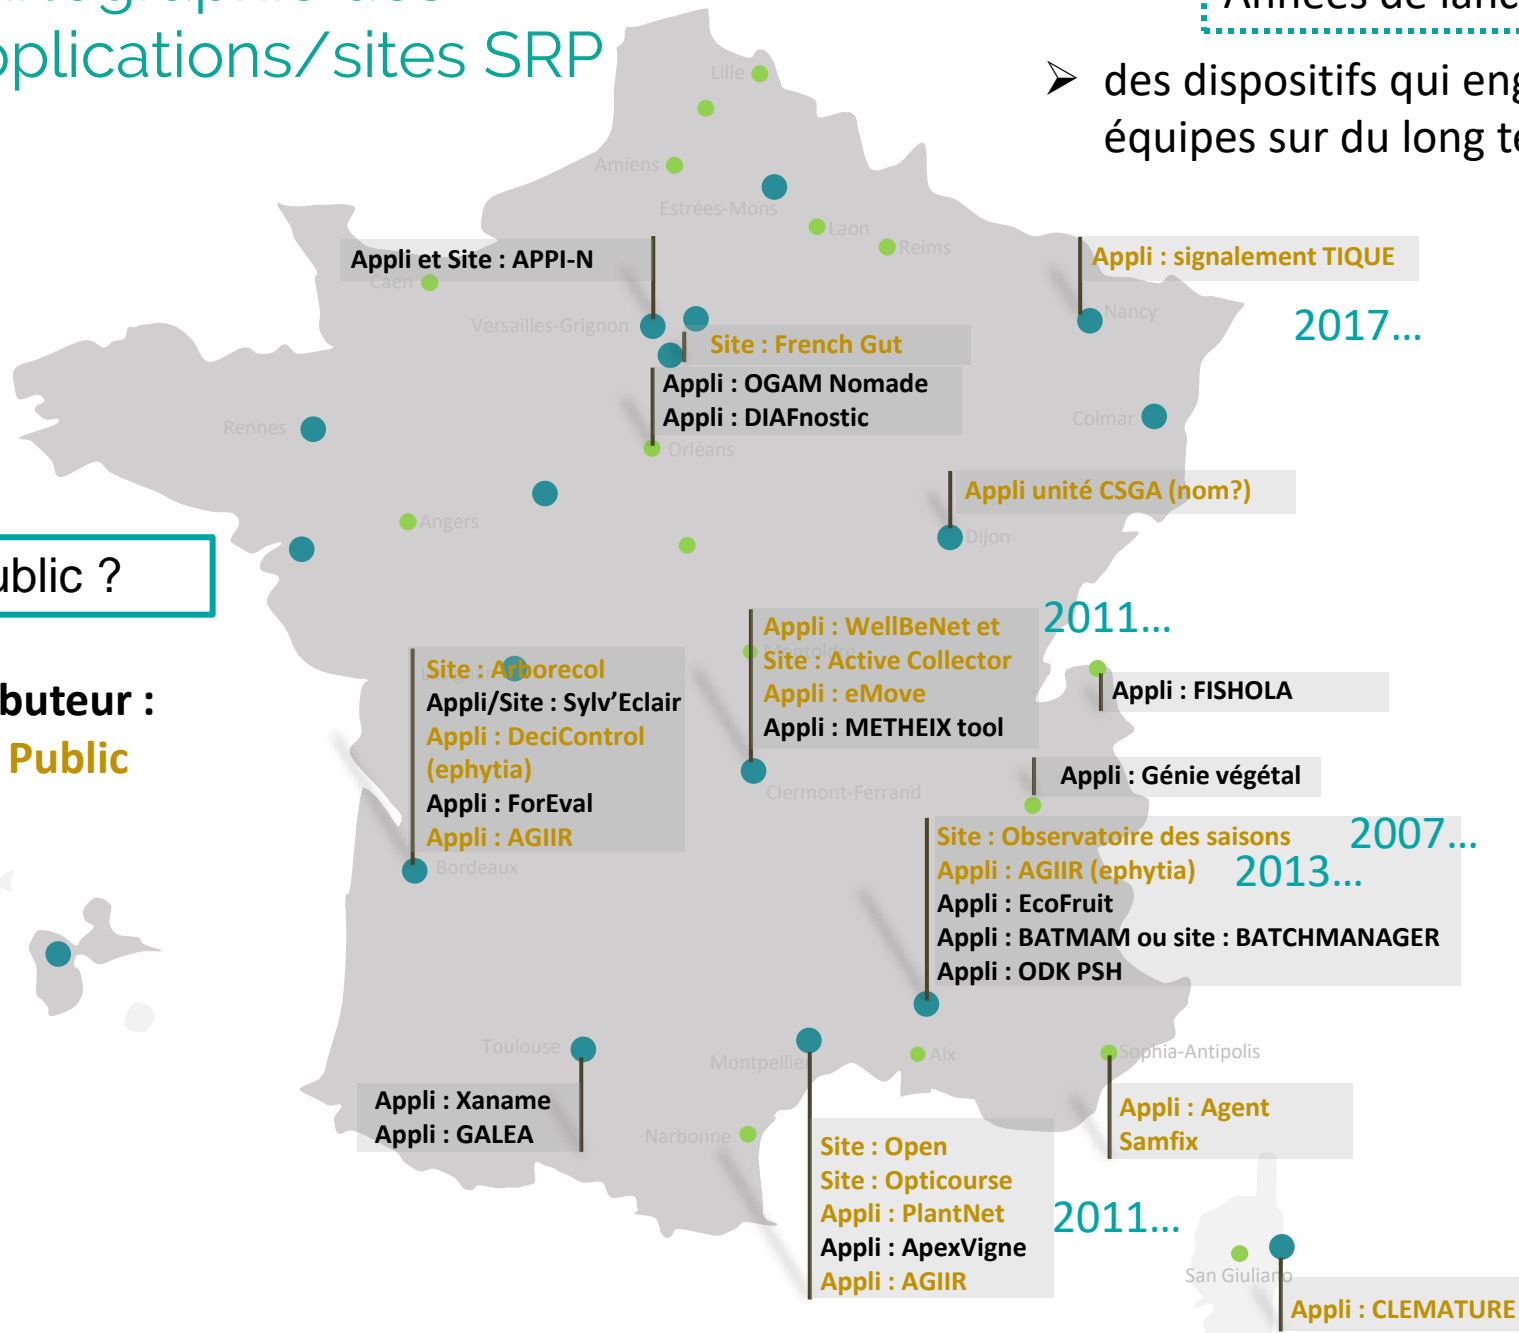 applications/sites SRP
des dispositifs qui
équipes sur du long
Lille
Amiens
Estrées-Mons
Laon
Reims
Appli et Site : APPI-N
Caen
Versailles-Grignon
Appli : signalement TIQUE
Nancy
2017...
Site : French Gut
Appli : OGAM Nomade
Appli : DIAFnostic
Orléans
Rennes
Colmar
Angers
Appli unité CSGA (nom?)
Dijon
Public ?
buteur :
Public
Site : Arborecol
Appli/Site : Sylv’Eclair
Appli : DeciControl
(ephytia)
Appli : ForEval
Appli : AGIIR
Bordeaux
Appli : WellBeNet et
Site : Active Collector
Appli : eMove
Appli : METHEIX tool
2011...
Clermont-Ferrand
Appli : FISHOLA
Appli : Génie végétal
Site : Observatoire des saisons
2007...
Appli : AGIIR (ephytia)
2013...
Appli : EcoFruit
Appli : BATMAM ou site : BATCHMANAGER
Appli : ODK PSH
Toulouse
Appli : Xaname
Appli : GALEA
Montpellier
Aix
Sophia-Antipolis
Narbonne
Site : Open
Site : Opticourse
Appli : PlantNet
Appli : ApexVigne
Appli : AGIIR
2011...
Appli : Agent
Samfix
San Giuliano
Appli : CLEMATURE